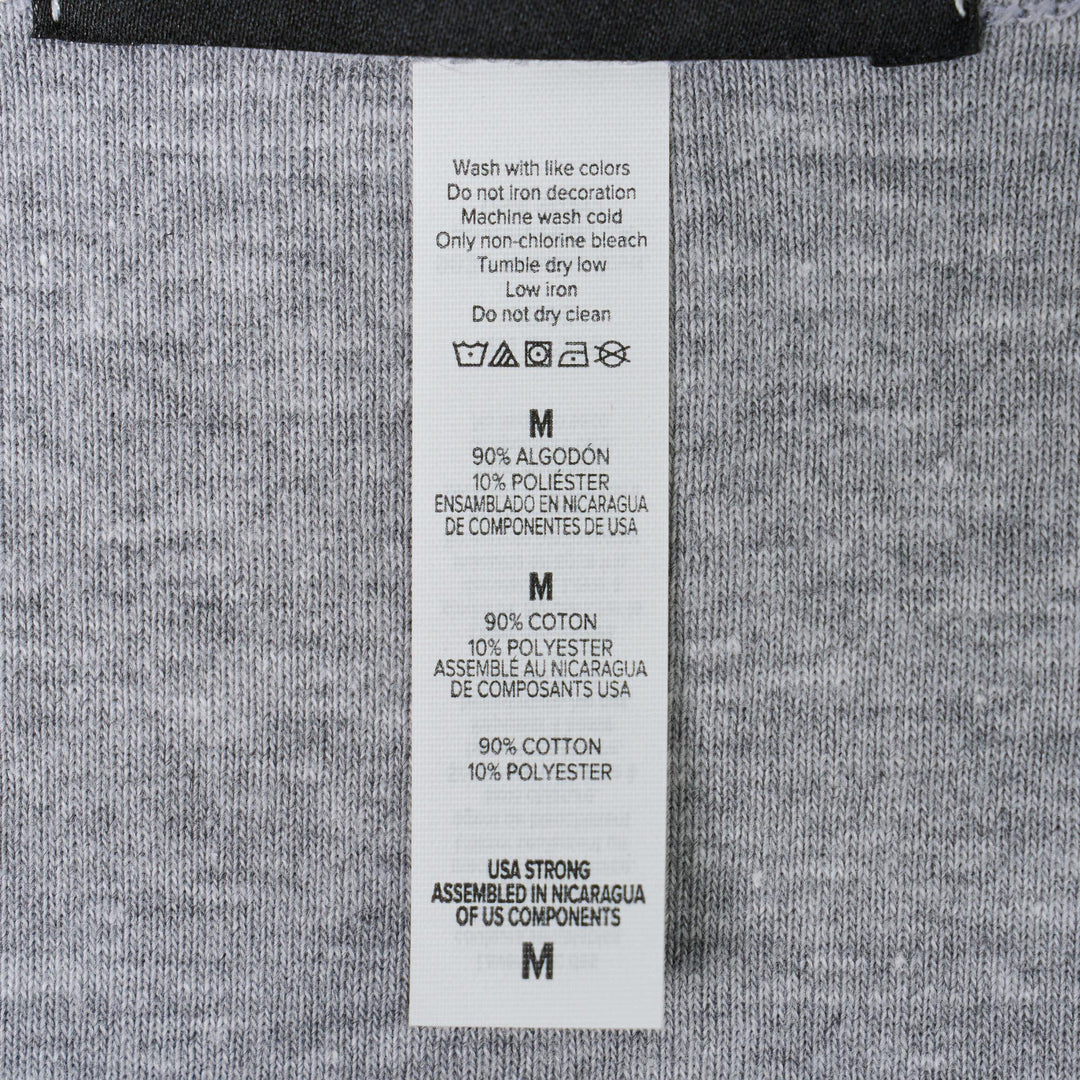 Wash with like colors
Do not iron decoration
Machine wash cold
Only non-chlorine bleach
Tumble dry low
Low iron
Do not dry clean
M
90% ALGODÓN
10% POLIÉSTER
ENSAMBLADO EN NICARAGUA
DE COMPONENTES DE USA
M
90% COTON
10% POLYESTER
ASSEMBLÉ AU NICARAGUA
DE COMPOSANTS USA
90% COTTON
10% POLYESTER
USA STRONG
ASSEMBLED IN NICARAGUA
OF US COMPONENTS
M